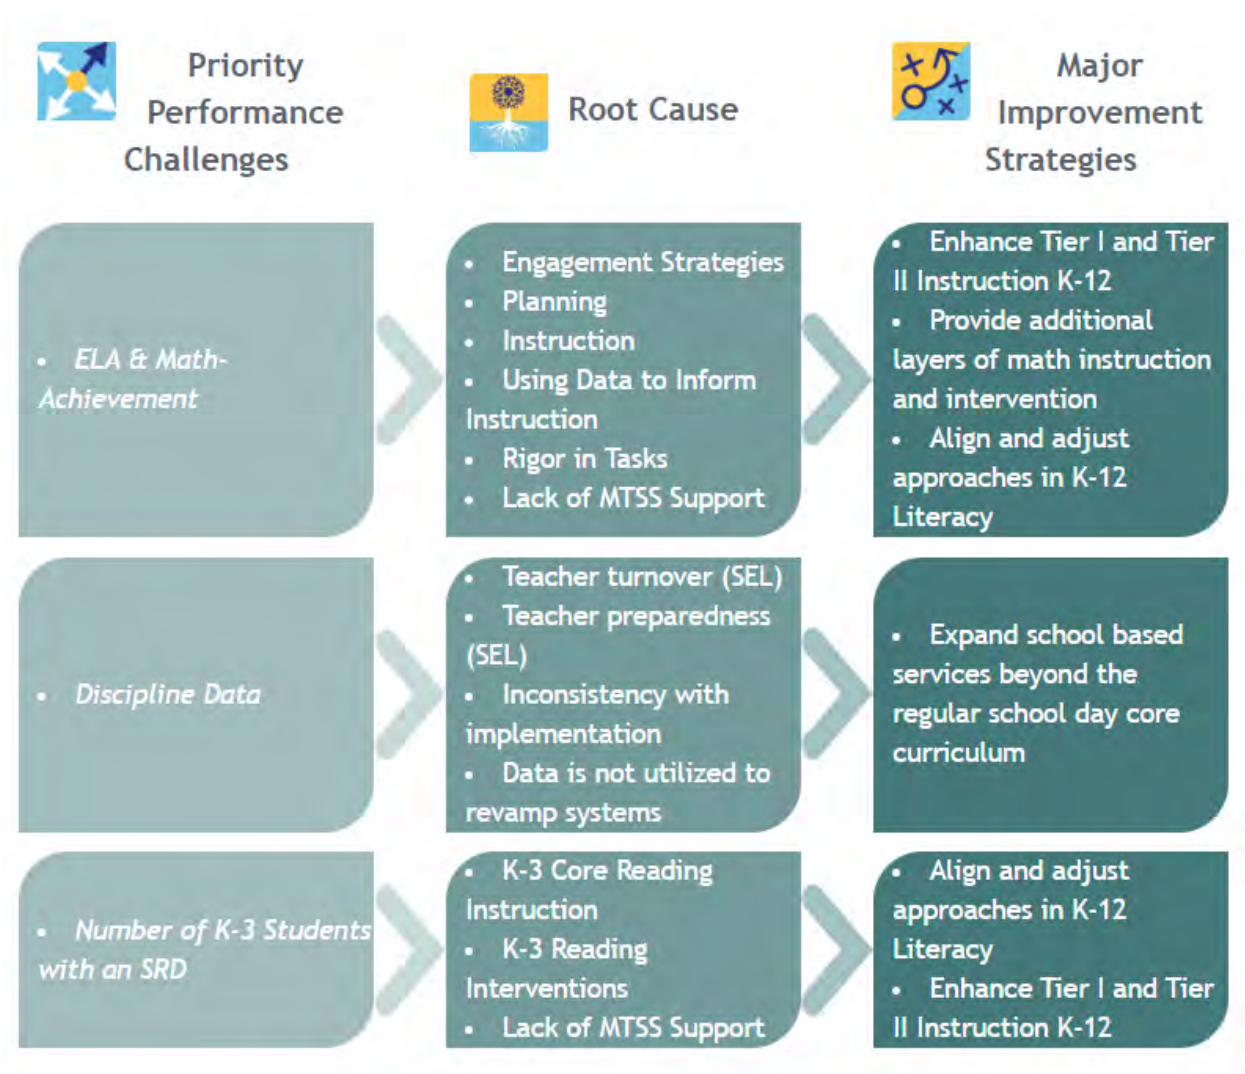 Priority
Performance
Challenges
Root Cause
Major
Improvement
Strategies
• ELA & Math-
Achievement
• Engagement Strategies
• Planning
• Instruction
• Using Data to Inform
Instruction
• Rigor in Tasks
• Lack of MTSS Support
• Enhance Tier I and Tier
II Instruction K-12
• Provide additional
layers of math instruction
and intervention
• Align and adjust
approaches in K-12
Literacy
• Discipline Data
• Teacher turnover (SEL)
• Teacher preparedness
(SEL)
• Inconsistency with
implementation
• Data is not utilized to
revamp systems
• Expand school based
services beyond the
regular school day core
curriculum
• Number of K-3 Students
with an SRD
• K-3 Core Reading
Instruction
• K-3 Reading
Interventions
• Lack of MTSS Support
• Align and adjust
approaches in K-12
Literacy
• Enhance Tier I and Tier
II Instruction K-12